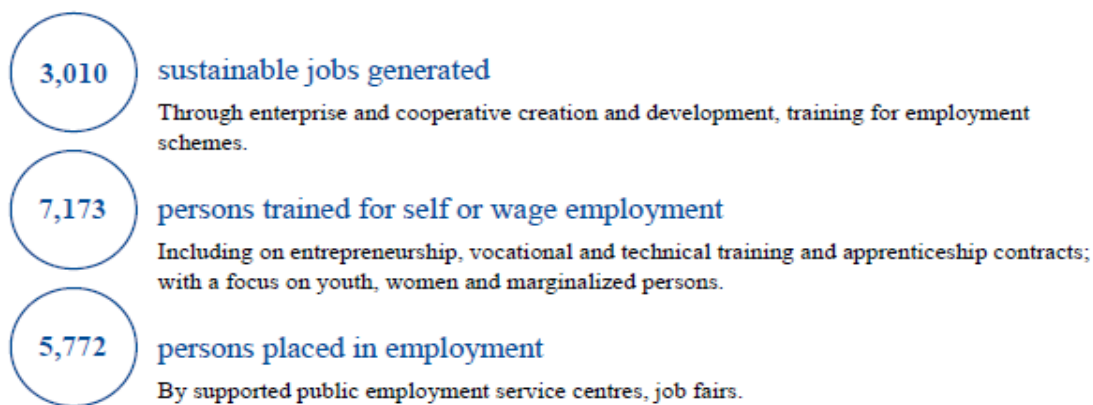 3,010
sustainable jobs generated
Through enterprise and cooperative creation and development, training for employment
schemes.
7,173
persons trained for self or wage employment
Including on entrepreneurship, vocational and technical training and apprenticeship contracts;
with a focus on youth, women and marginalized persons.
5,772
persons placed in employment
By supported public employment service centres, job fairs.